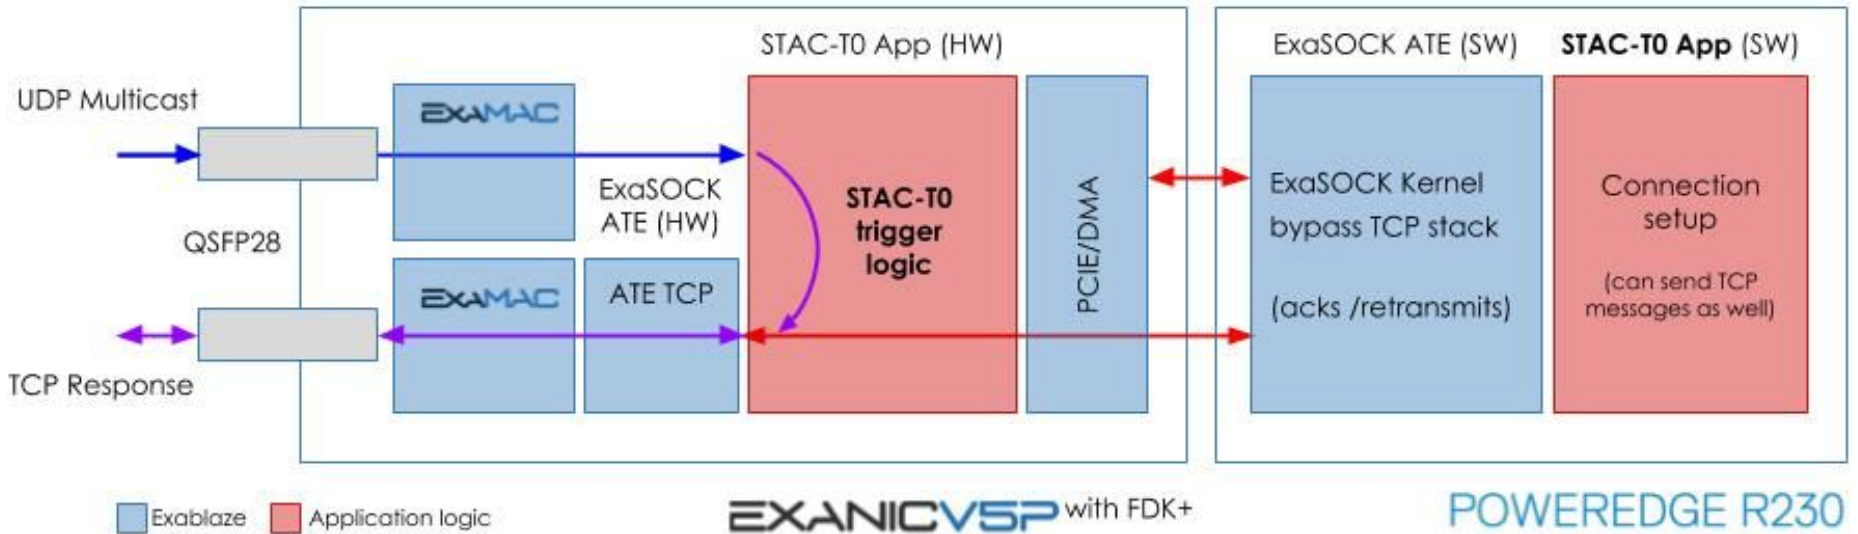 STAC-T0 App (HW)
ExaSOCK ATE (SW)
STAC-T0 App (SW)
UDP Multicast
EXAMAC
ExaSOCK
ATE (HW)
STAC-T0
trigger
logic
PCIE/DMA
ExaSOCK Kernel
bypass TCP stack
(acks /retransmits)
Connection
setup
(can send TCP
messages as well)
QSFP28
EXAMAC
ATE TCP
TCP Response
Exablaze
Application logic
EXANICV5P with FDK+
POWEREDGE R230